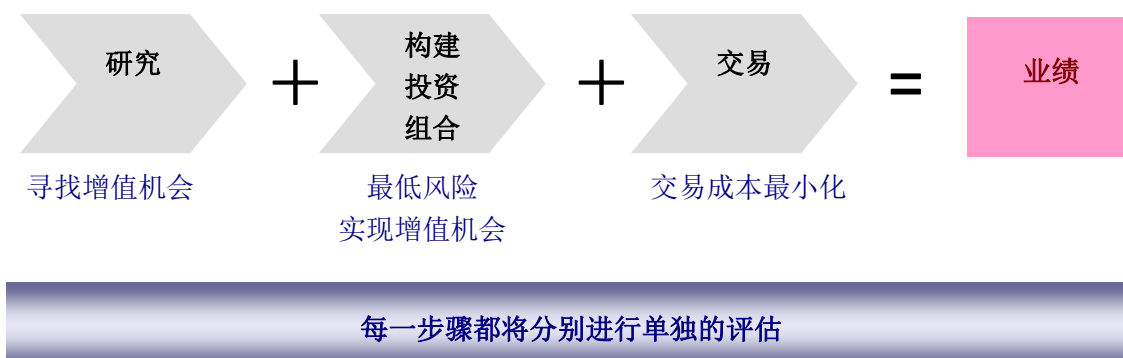 研究
+
构建
投资
组合
+
交易
=
业绩
寻找增值机会
最低风险
实现增值机会
交易成本最小化
每一步骤都将分别进行单独的评估